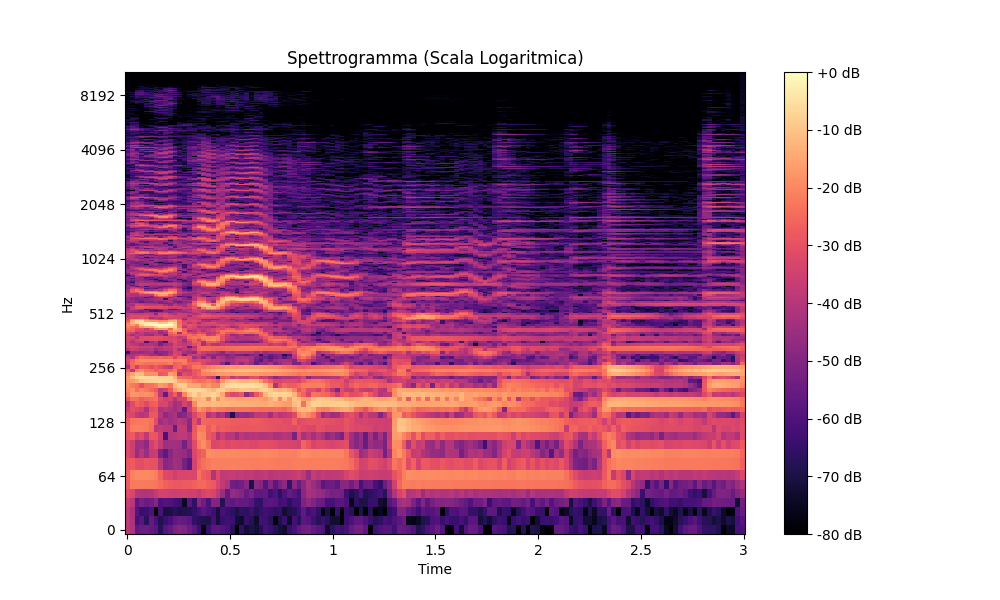 Spettrogramma (Scala Logaritmica)
Hz
8192
4096
2048
1024
512
256
128
64
0
0
0.5
1
1.5
2
2.5
3
Time
+0 dB
-10 dB
-20 dB
-30 dB
-40 dB
-50 dB
-60 dB
-70 dB
-80 dB